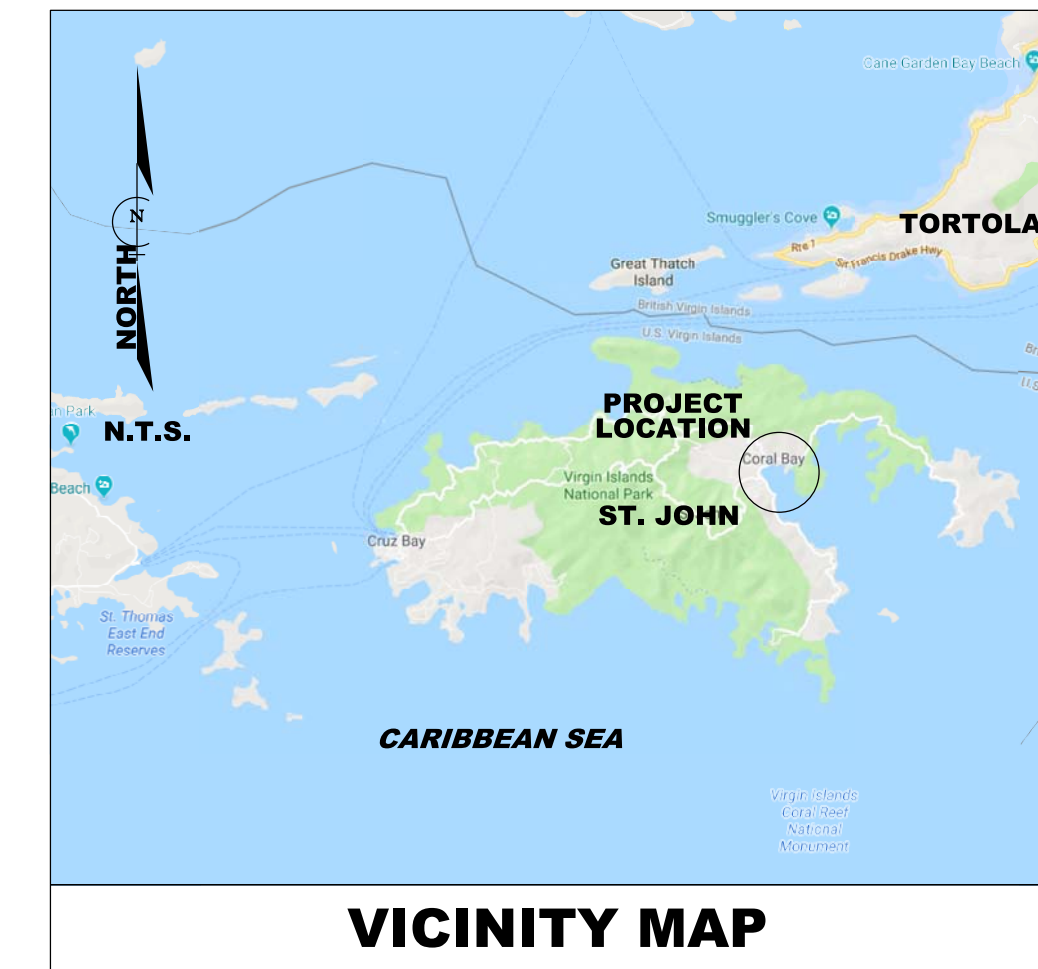 Cane Garden Bay Beach
Smuggler's Cove
TORTOLA
Rte 1
Sir Francis Drake Hwy
Great Thatch
Island
British Virgin Islands
U.S. Virgin Islands
N
NORTH
N.T.S.
Beach
PROJECT
LOCATION
Coral Bay
Virgin Islands
National Park
ST. JOHN
Cruz Bay
St. Thomas
East End
Reserves
CARIBBEAN SEA
Virgin Islands
Coral Reef
National
Monument
VICINITY MAP